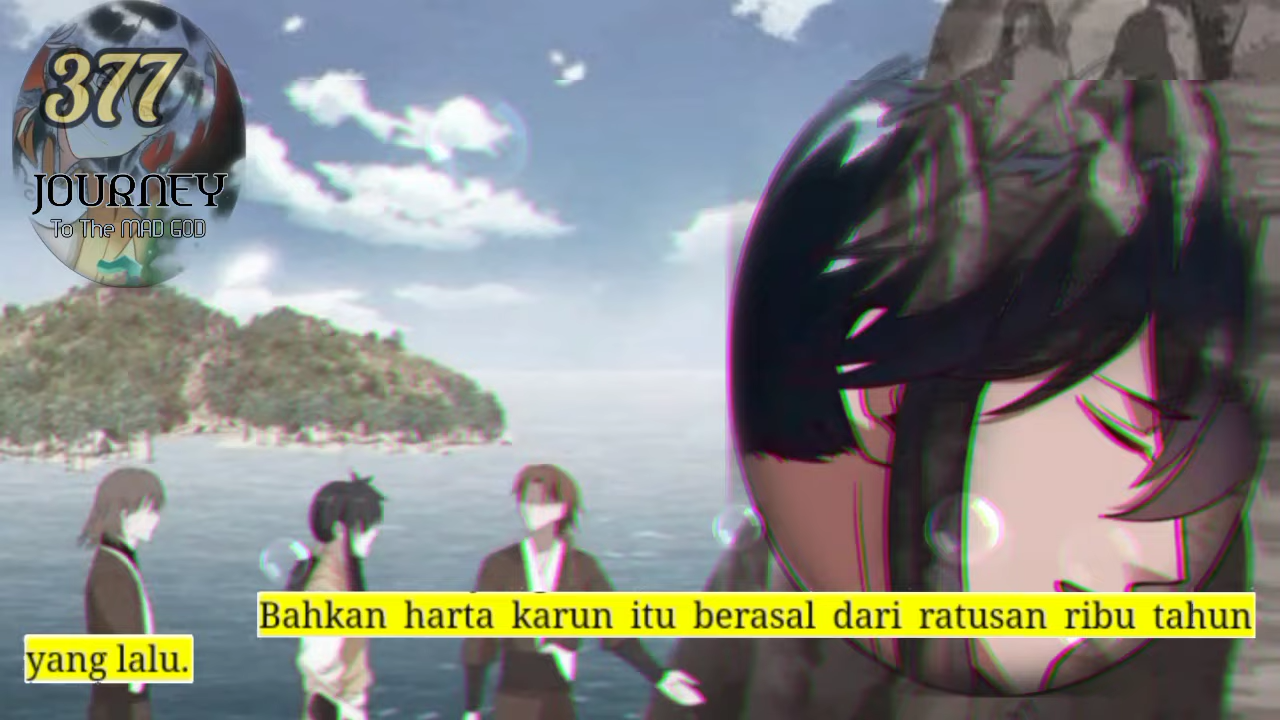 377
JOURNEY
To The MAD GOD
Bahkan harta karun itu berasal dari ratusan ribu tahun
yang lalu.